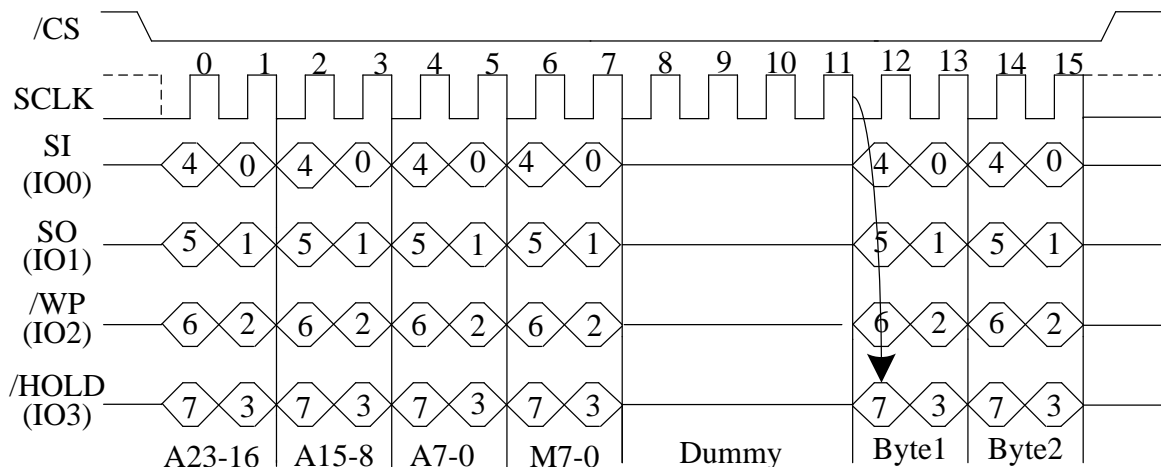 /CS
0 1 2 3 4 5 6 7 8 9 10 11 12 13 14 15
SCLK
SI
(IO0)
4 0 4 0 4 0 4 0 4 0 4 0
SO
(IO1)
5 1 5 1 5 1 5 1 5 1 5 1
/WP
(IO2)
6 2 6 2 6 2 6 2 6 2 6 2
/HOLD
(IO3)
7 3 7 3 7 3 7 3 7 3 7 3
A23-16 A15-8 A7-0 M7-0 Dummy Byte1 Byte2